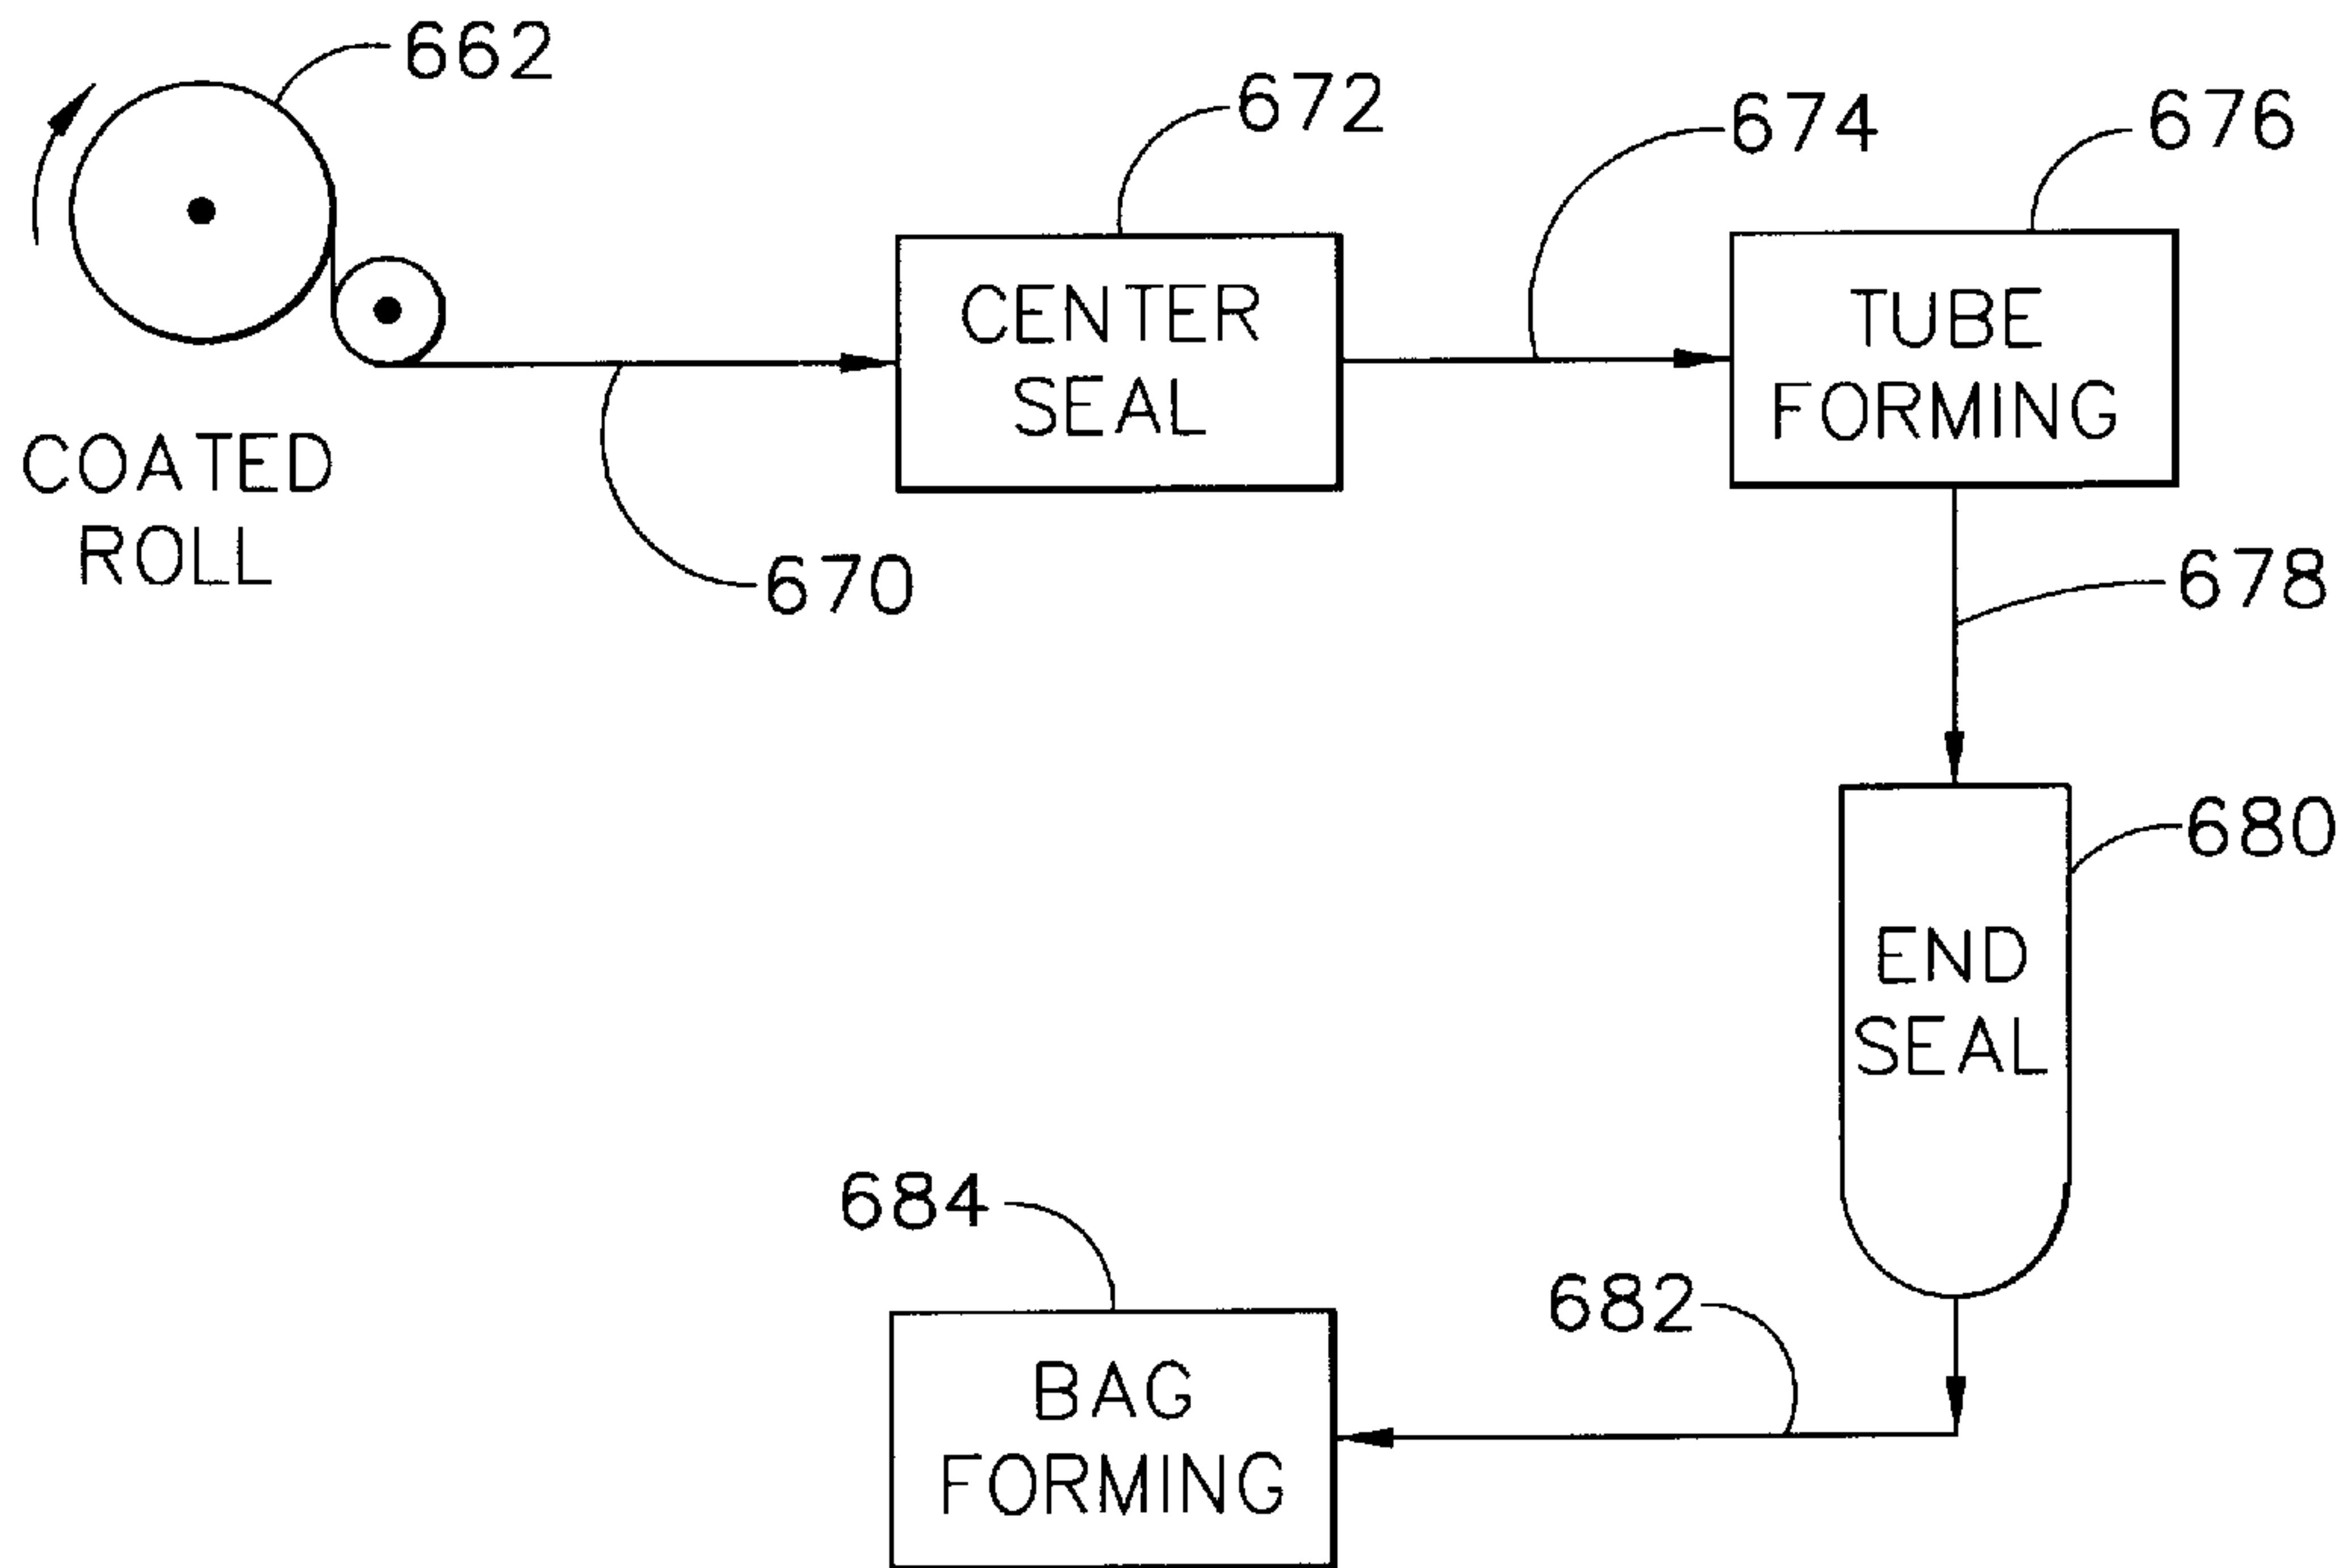 662
672
674
676
CENTER
SEAL
TUBE
FORMING
COATED
ROLL
670
678
680
END
SEAL
684
682
BAG
FORMING